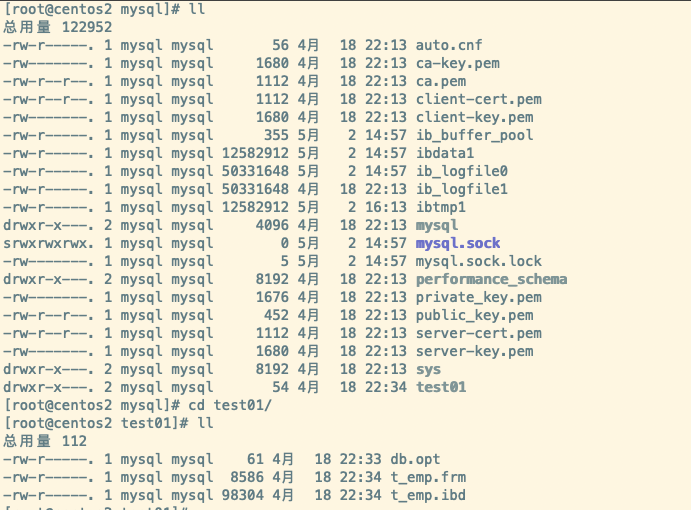 [root@centos2 mysql]# ll
总用量 122952
-rw-r-----. 1 mysql mysql       56 4月  18 22:13 auto.cnf
-rw-------. 1 mysql mysql     1680 4月  18 22:13 ca-key.pem
-rw-r--r--. 1 mysql mysql     1112 4月  18 22:13 ca.pem
-rw-r--r--. 1 mysql mysql     1112 4月  18 22:13 client-cert.pem
-rw-------. 1 mysql mysql     1680 4月  18 22:13 client-key.pem
-rw-r-----. 1 mysql mysql      355 5月   2 14:57 ib_buffer_pool
-rw-r-----. 1 mysql mysql 12582912 5月   2 14:57 ibdata1
-rw-r-----. 1 mysql mysql 50331648 5月   2 14:57 ib_logfile0
-rw-r-----. 1 mysql mysql 50331648 4月  18 22:13 ib_logfile1
-rw-r-----. 1 mysql mysql 12582912 5月   2 16:13 ibtmp1
drwxr-x---. 2 mysql mysql     4096 4月  18 22:13 mysql
srwxrwxrwx. 1 mysql mysql        0 5月   2 14:57 mysql.sock
-rw-------. 1 mysql mysql        5 5月   2 14:57 mysql.sock.lock
drwxr-x---. 2 mysql mysql     8192 4月  18 22:13 performance_schema
-rw-------. 1 mysql mysql     1676 4月  18 22:13 private_key.pem
-rw-r--r--. 1 mysql mysql      452 4月  18 22:13 public_key.pem
-rw-r--r--. 1 mysql mysql     1112 4月  18 22:13 server-cert.pem
-rw-------. 1 mysql mysql     1680 4月  18 22:13 server-key.pem
drwxr-x---. 2 mysql mysql     8192 4月  18 22:13 sys
drwxr-x---. 2 mysql mysql       54 4月  18 22:34 test01
[root@centos2 mysql]# cd test01/
[root@centos2 test01]# ll
总用量 112
-rw-r-----. 1 mysql mysql    61 4月  18 22:33 db.opt
-rw-r-----. 1 mysql mysql  8586 4月  18 22:34 t_emp.frm
-rw-r-----. 1 mysql mysql 98304 4月  18 22:34 t_emp.ibd